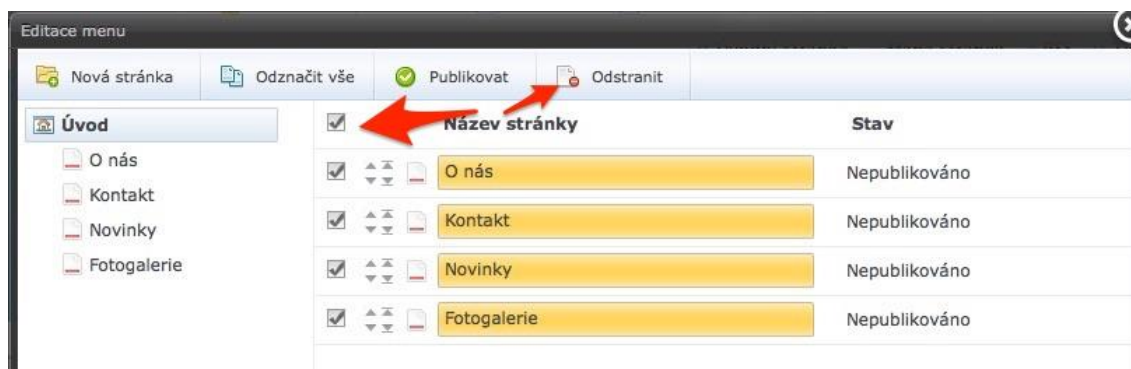 Editace menu
Nová stránka Odznačit vše Publikovat Odstranit
Úvod
O nás
Kontakt
Novinky
Fotogalerie
Název stránky Stav
O nás Nepublikováno
Kontakt Nepublikováno
Novinky Nepublikováno
Fotogalerie Nepublikováno